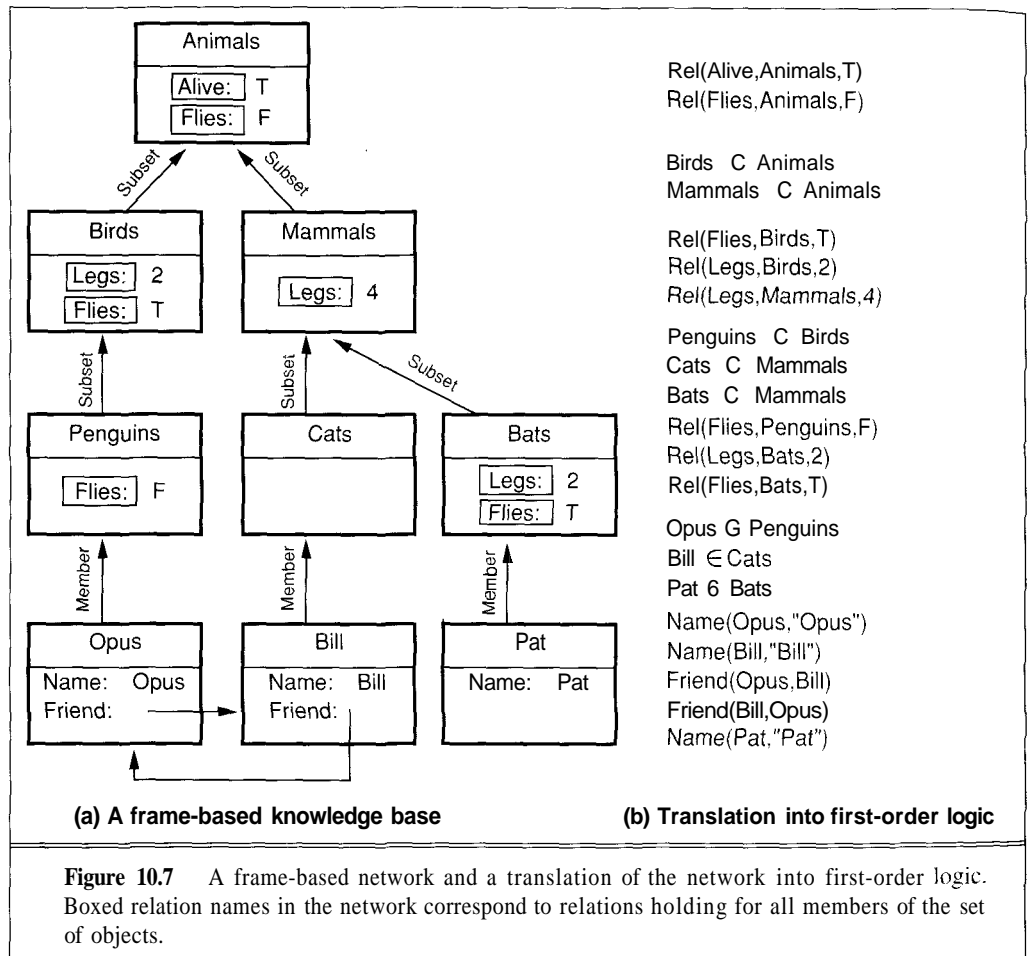 Animals
Alive: T
Flies: F
Subset
Subset
Birds
Legs: 2
Flies: T
Mammals
Legs: 4
Subset
Subset
Subset
Penguins
Flies: F
Cats
Bats
Legs: 2
Flies: T
Member
Member
Member
Opus
Name: Opus
Friend:
Bill
Name: Bill
Friend:
Pat
Name: Pat
(a) A frame-based knowledge base
Rel(Alive,Animals,T)
Rel(Flies,Animals,F)
Birds C Animals
Mammals C Animals
Rel(Flies,Birds,T)
Rel(Legs,Birds,2)
Rel(Legs,Mammals,4)
Penguins C Birds
Cats C Mammals
Bats C Mammals
Rel(Flies,Penguins,F)
Rel(Legs,Bats,2)
Rel(Flies,Bats,T)
Opus G Penguins
Bill ∈ Cats
Pat 6 Bats
Name(Opus,"Opus")
Name(Bill,"Bill")
Friend(Opus,Bill)
Friend(Bill,Opus)
Name(Pat,"Pat")
(b) Translation into first-order logic
Figure 10.7 A frame-based network and a translation of the network into first-order logic.
Boxed relation names in the network correspond to relations holding for all members of the set
of objects.